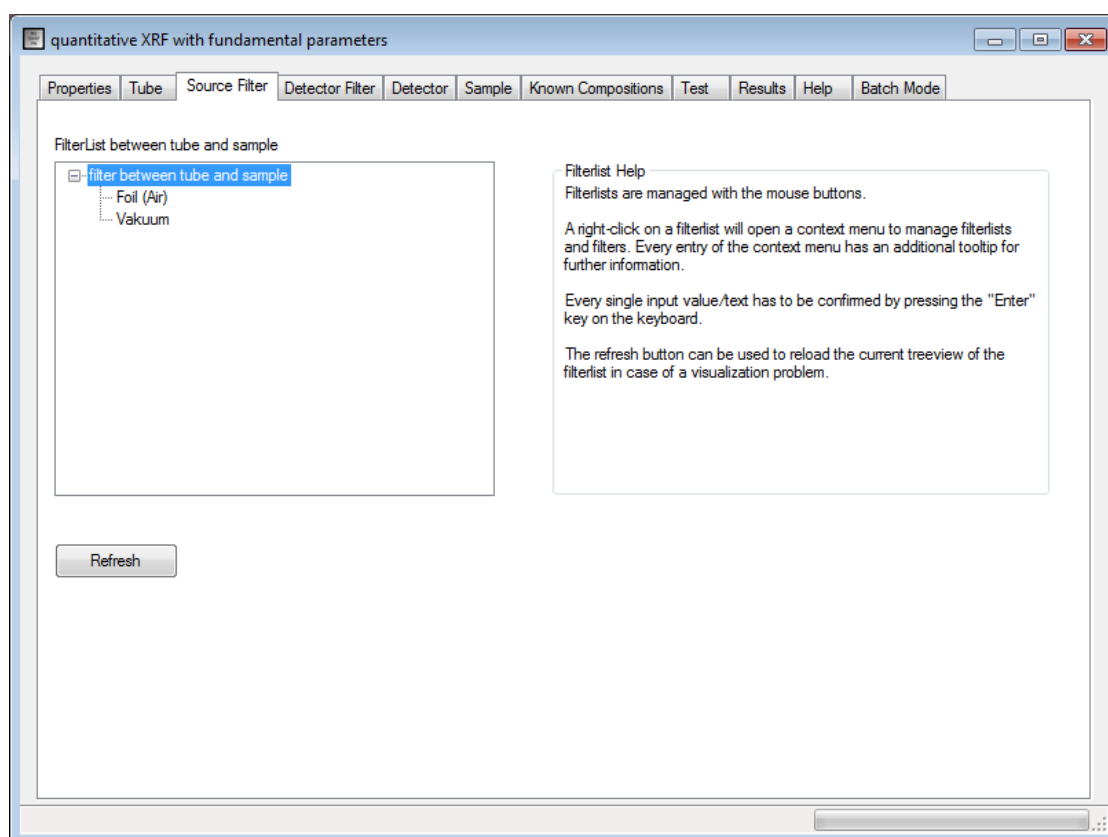 quantitative XRF with fundamental parameters
Properties Tube Source Filter Detector Filter Detector Sample Known Compositions Test Results Help Batch Mode
FilterList between tube and sample
filter between tube and sample
Foil (Air)
Vakuum
Filterlist Help
Filterlists are managed with the mouse buttons.
A right-click on a filterlist will open a context menu to manage filterlists
and filters. Every entry of the context menu has an additional tooltip for
further information.
Every single input value/text has to be confirmed by pressing the "Enter"
key on the keyboard.
The refresh button can be used to reload the current treeview of the
filterlist in case of a visualization problem.
Refresh